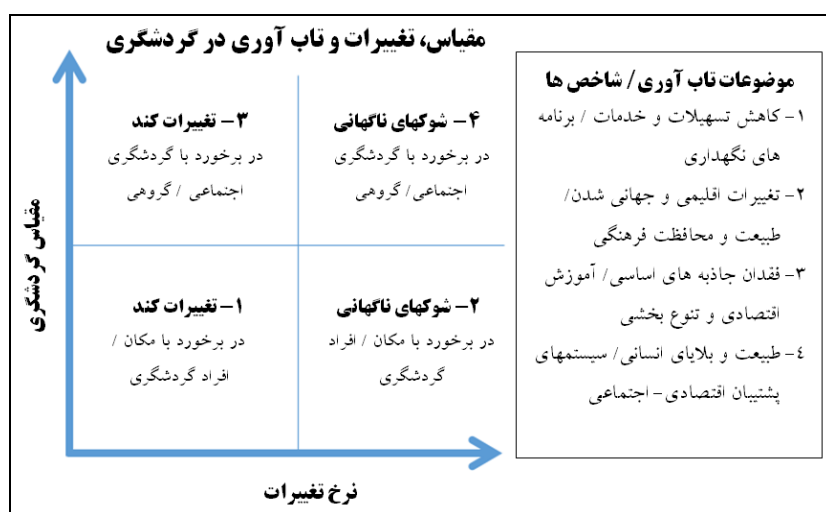 مقیاس، تغییرات و تاب آوری در گردشگری
۳- تغییرات کند
در برخورد با گردشگری
اجتماعی / گروهی
۴- شوکهای ناگهانی
در برخورد با گردشگری
اجتماعی/ گروهی
۱- تغییرات کند
در برخورد با مکان /
افراد گردشگری
۲- شوکهای ناگهانی
در برخورد با مکان / افراد
گردشگری
مقیاس گردشگری
نرخ تغییرات
موضوعات تاب آوری/ شاخص ها
۱- کاهش تسهیلات و خدمات / برنامه
های نگهداری
۲- تغییرات اقلیمی و جهانی شدن/
طبیعت و محافظت فرهنگی
۳- فقدان جاذبه های اساسی/ آموزش
اقتصادی و تنوع بخشی
٤- طبیعت و بلایای انسانی/ سیستمهای
پشتیبان اقتصادی- اجتماعی